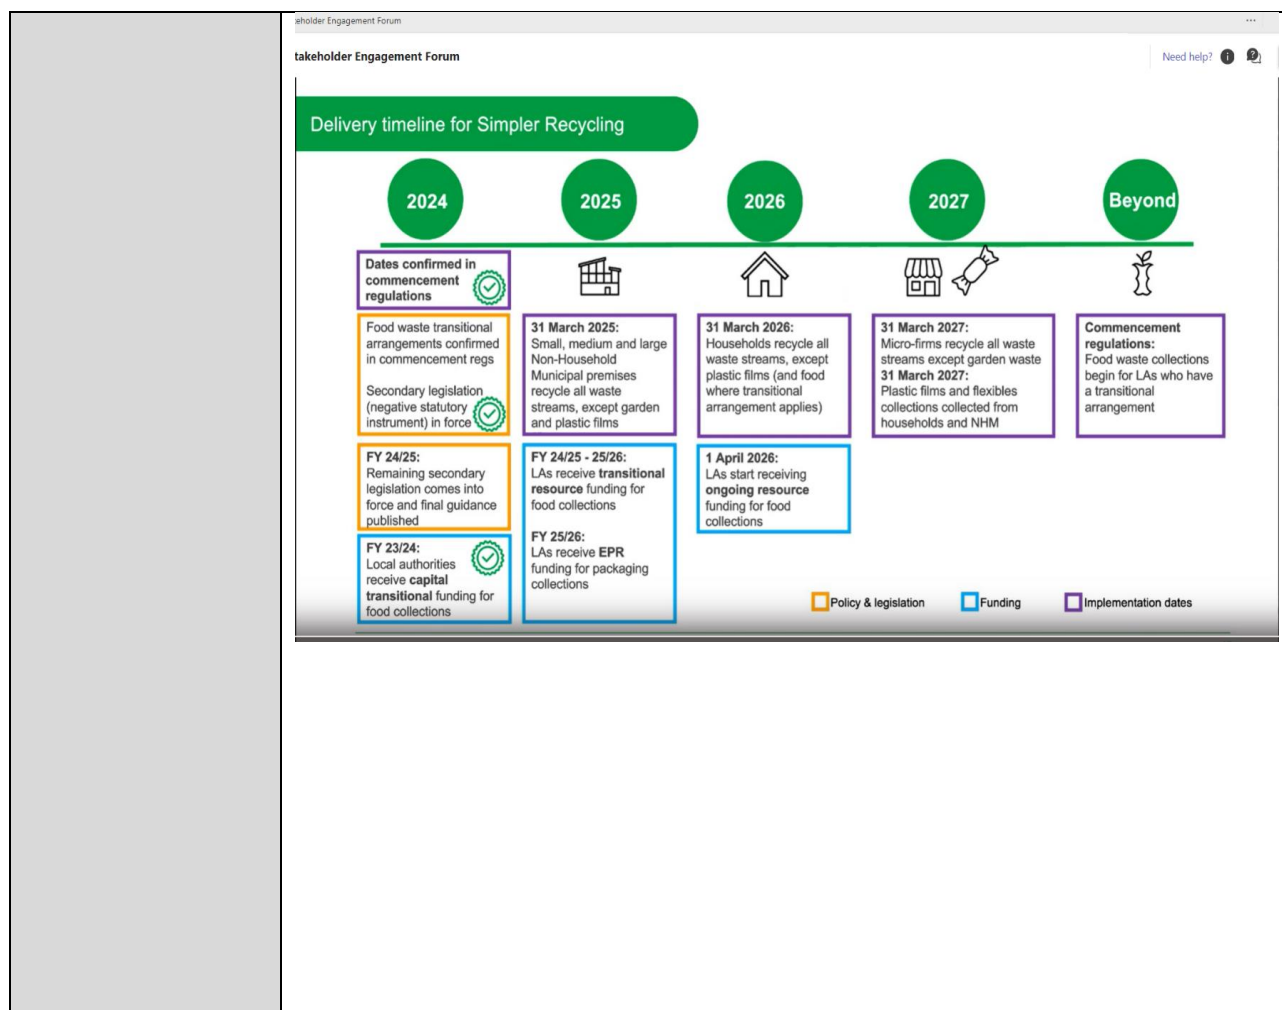 eholder Engagement Forum
takeholder Engagement Forum
Need help?
Delivery timeline for Simpler Recycling
2024
2025
2026
2027
Beyond
Dates confirmed in
commencement
regulations
Food waste transitional
arrangements confirmed
in commencement regs
Secondary legislation
(negative statutory
instrument) in force
FY 24/25:
Remaining secondary
legislation comes into
force and final guidance
published
FY 23/24:
Local authorities
receive capital
transitional funding for
food collections
31 March 2025:
Small, medium and large
Non-Household
Municipal premises
recycle all waste
streams, except garden
and plastic films
FY 24/25 - 25/26:
LAs receive transitional
resource funding for
food collections
FY 25/26:
LAs receive EPR
funding for packaging
collections
31 March 2026:
Households recycle all
waste streams, except
plastic films (and food
where transitional
arrangement applies)
1 April 2026:
LAs start receiving
ongoing resource
funding for food
collections
31 March 2027:
Micro-firms recycle all waste
streams except garden waste
31 March 2027:
Plastic films and flexibles
collections collected from
households and NHM
Commencement
regulations:
Food waste collections
begin for LAs who have
a transitional
arrangement
Policy & legislation
Funding
Implementation dates